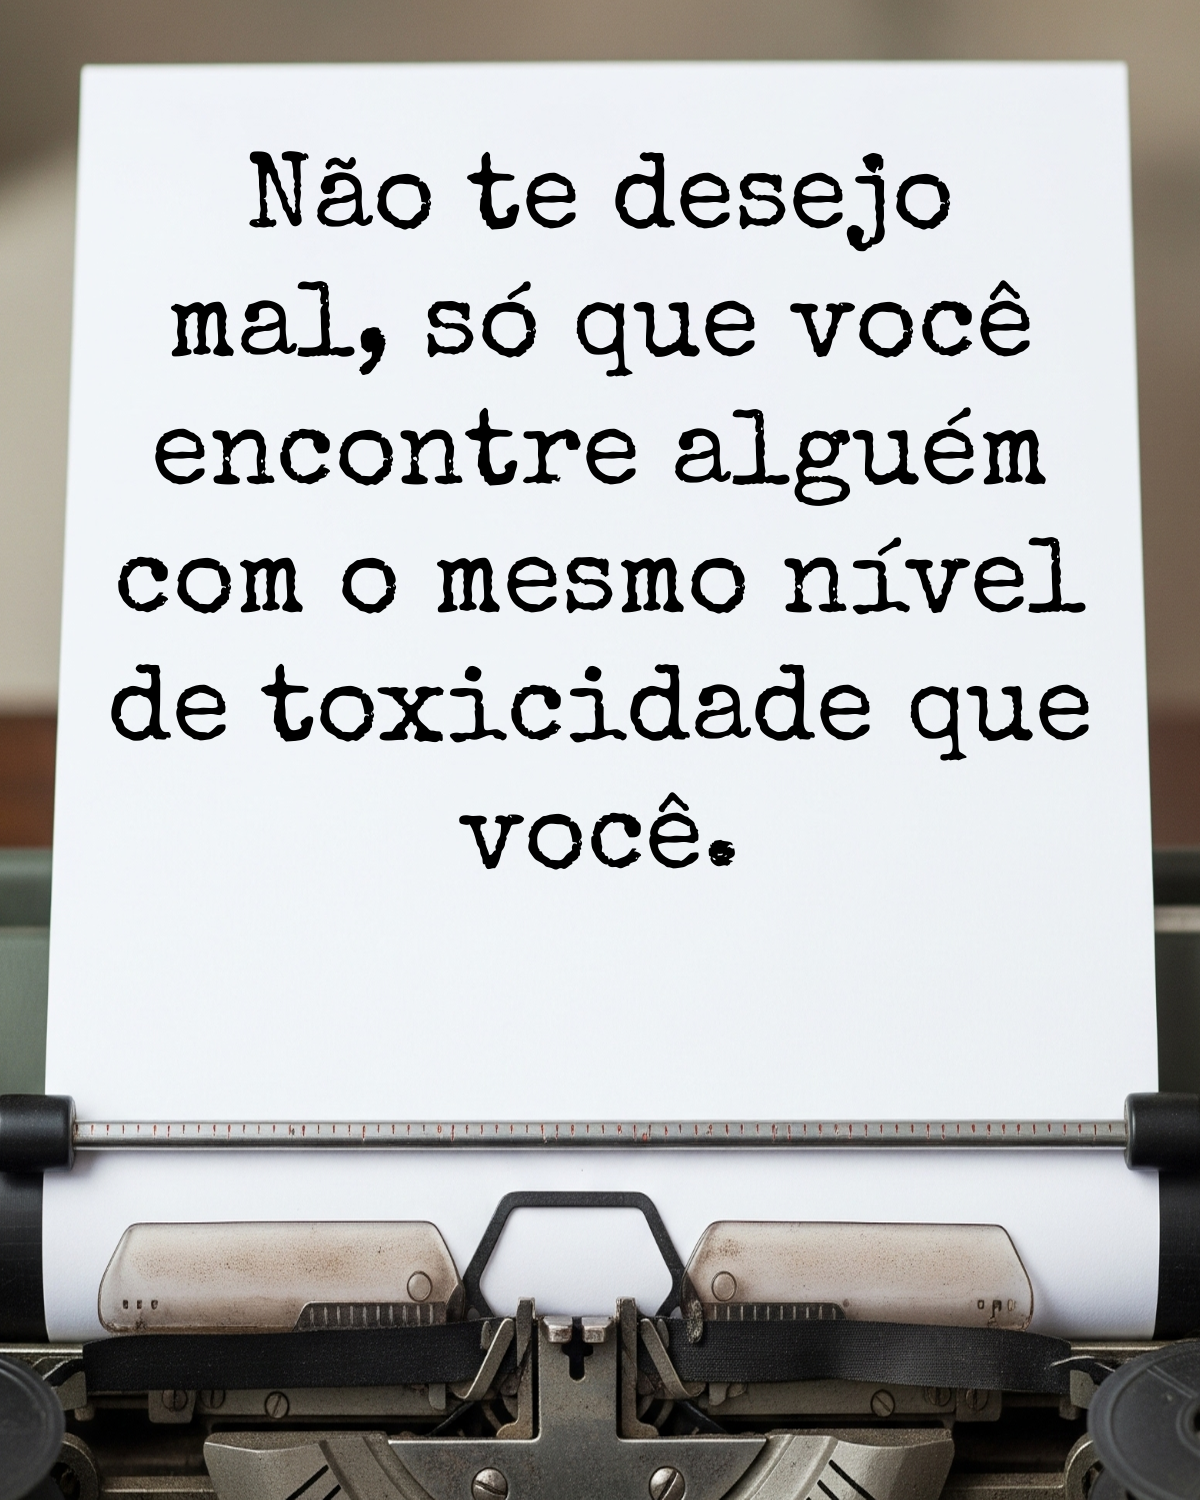 Não te desejo
mal, só que você
encontre alguém
com o mesmo nível
de toxicidade que
você.